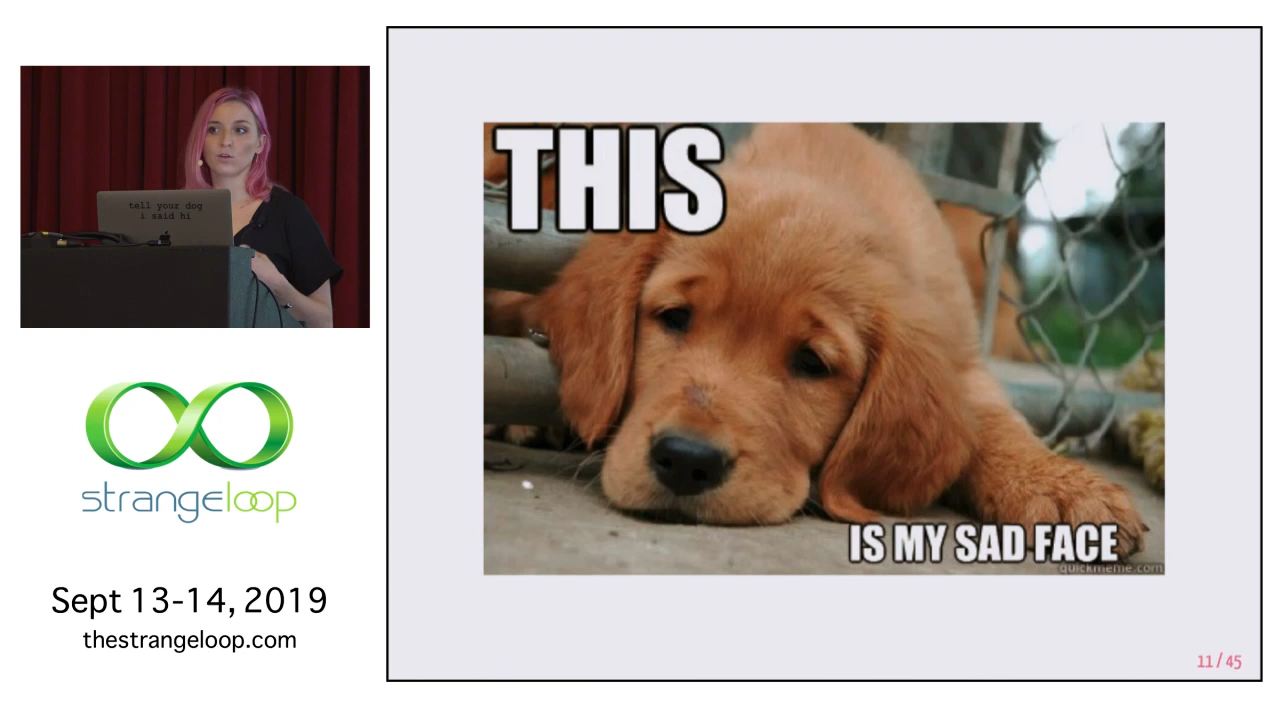 tell your dog
i said hi
strangeloop
Sept 13-14, 2019
thestrangeloop.com
THIS
IS MY SAD FACE
quickmeme.com
11/45